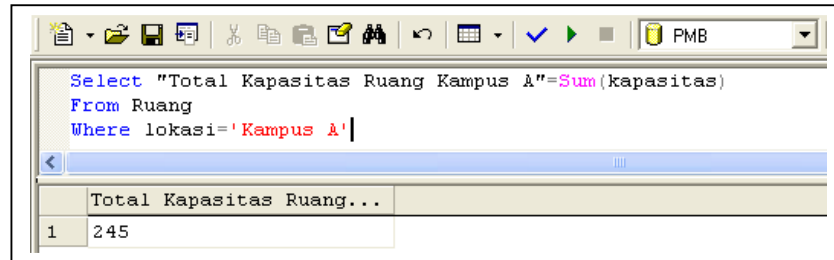 PMB
Select "Total Kapasitas Ruang Kampus A"=Sum(kapasitas)
From Ruang
Where lokasi='Kampus A'
Total Kapasitas Ruang...
1 245